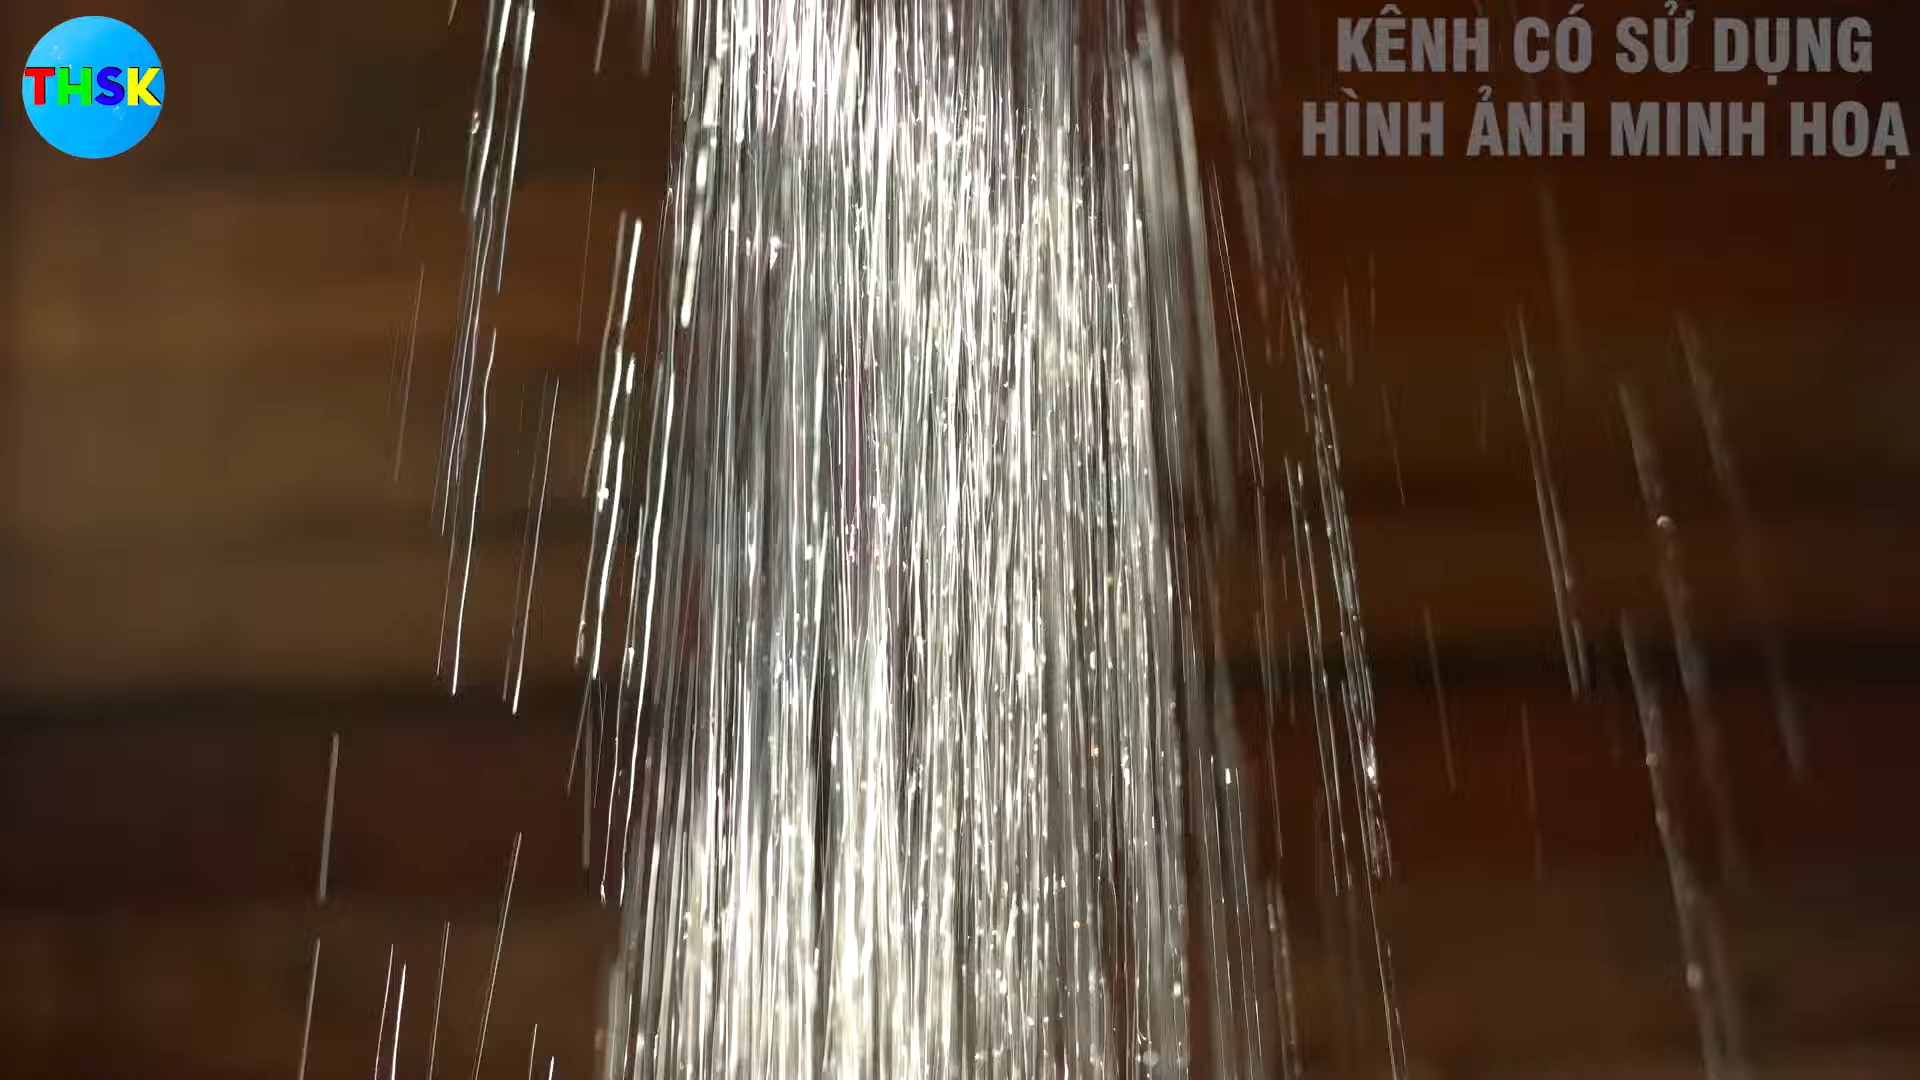 THSK
KÊNH CÓ SỬ DỤNG
HÌNH ẢNH MINH HOẠ